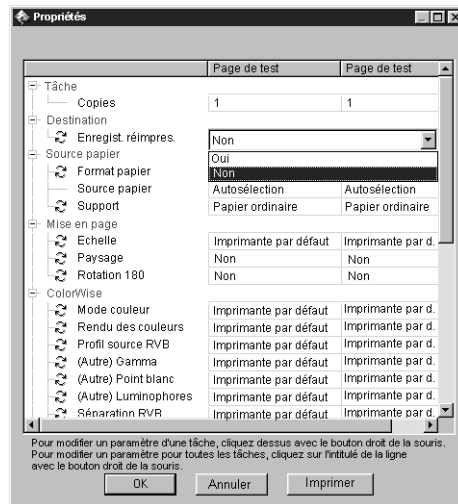 Propriétés
Page de test Page de test
Tâche
Copies 1 1
Destination
Enregist. réimpres. Non
Source papier Oui
Format papier Non
Source papier Autosélection Autosélection
Support Papier ordinaire Papier ordinaire
Mise en page
Echelle Imprimante par défaut Imprimante par d.
Paysage Non Non
Rotation 180 Non Non
ColorWise
Mode couleur Imprimante par défaut Imprimante par d.
Rendu des couleurs Imprimante par défaut Imprimante par d.
Profil source RVB Imprimante par défaut Imprimante par d.
(Autre) Gamma Imprimante par défaut Imprimante par d.
(Autre) Point blanc Imprimante par défaut Imprimante par d.
(Autre) Luminophores Imprimante par défaut Imprimante par d.
Séparation RVB Imprimante par défaut Imprimante par d.
Pour modifier un paramètre d'une tâche, cliquez dessus avec le bouton droit de la souris.
Pour modifier un paramètre pour toutes les tâches, cliquez sur l'intitulé de la ligne
avec le bouton droit de la souris.
OK Annuler Imprimer